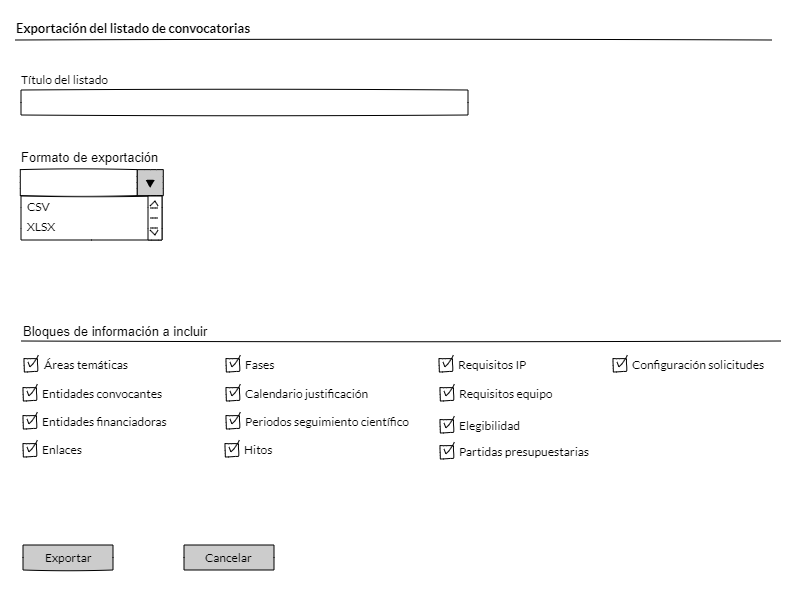 Exportación del listado de convocatorias
Título del listado
Formato de exportación
CSV
XLSX
Bloques de información a incluir
Áreas temáticas Fases Requisitos IP Configuración solicitudes
Entidades convocantes Calendario justificación Requisitos equipo
Entidades financiadoras Periodos seguimiento científico Elegibilidad
Enlaces Hitos Partidas presupuestarias
Exportar Cancelar